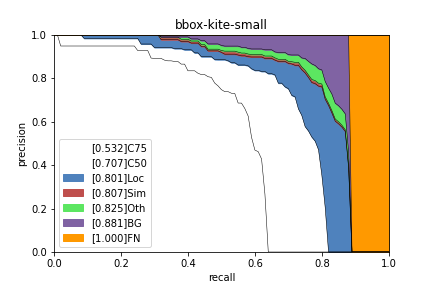 bbox-kite-small
1.0
0.8
0.6
0.4
0.2
0.0
precision
[0.532]C75
[0.707]C50
[0.801]Loc
[0.807]Sim
[0.825]Oth
[0.881]BG
[1.000]FN
0.0 0.2 0.4 0.6 0.8 1.0
recall